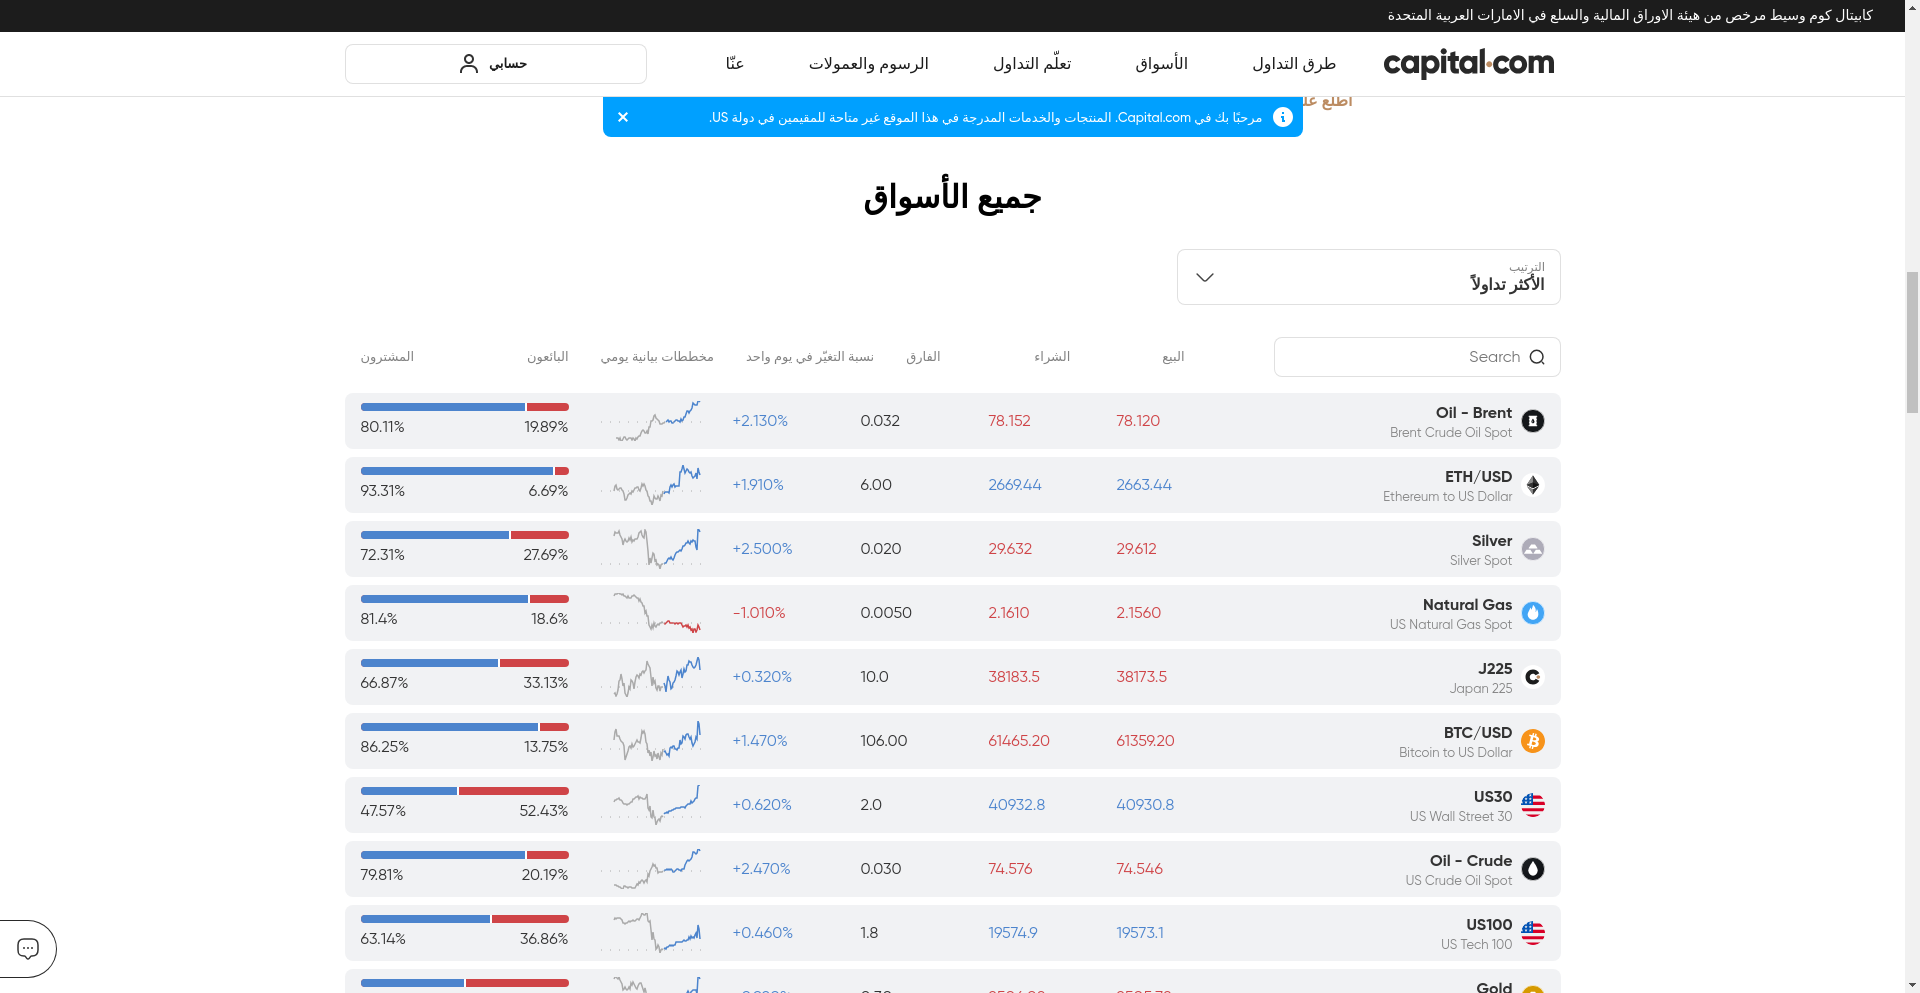 كابيتال كوم وسيط مرخص من هيئة الاوراق المالية والسلع في الامارات العربية المتحدة
capital.com
طرق التداول
الأسواق
تعلّم التداول
الرسوم والعمولات
عنّا
حسابي
اطلع
مرحبًا بك في Capital.com. المنتجات والخدمات المدرجة في هذا الموقع غير متاحة للمقيمين في دولة US.
جميع الأسواق
الترتيب
الأكثر تداولاً
Search
البيع
الشراء
الفارق
نسبة التغيّر في يوم واحد
مخططات بيانية يومي
البائعون
المشترون
Oil - Brent
Brent Crude Oil Spot
78.120
78.152
0.032
+2.130%
19.89%
80.11%
ETH/USD
Ethereum to US Dollar
2663.44
2669.44
6.00
+1.910%
6.69%
93.31%
Silver
Silver Spot
29.612
29.632
0.020
+2.500%
27.69%
72.31%
Natural Gas
US Natural Gas Spot
2.1560
2.1610
0.0050
-1.010%
18.6%
81.4%
J225
Japan 225
38173.5
38183.5
10.0
+0.320%
33.13%
66.87%
BTC/USD
Bitcoin to US Dollar
61359.20
61465.20
106.00
+1.470%
13.75%
86.25%
US30
US Wall Street 30
40930.8
40932.8
2.0
+0.620%
52.43%
47.57%
Oil - Crude
US Crude Oil Spot
74.546
74.576
0.030
+2.470%
20.19%
79.81%
US100
US Tech 100
19573.1
19574.9
1.8
+0.460%
36.86%
63.14%
Gold